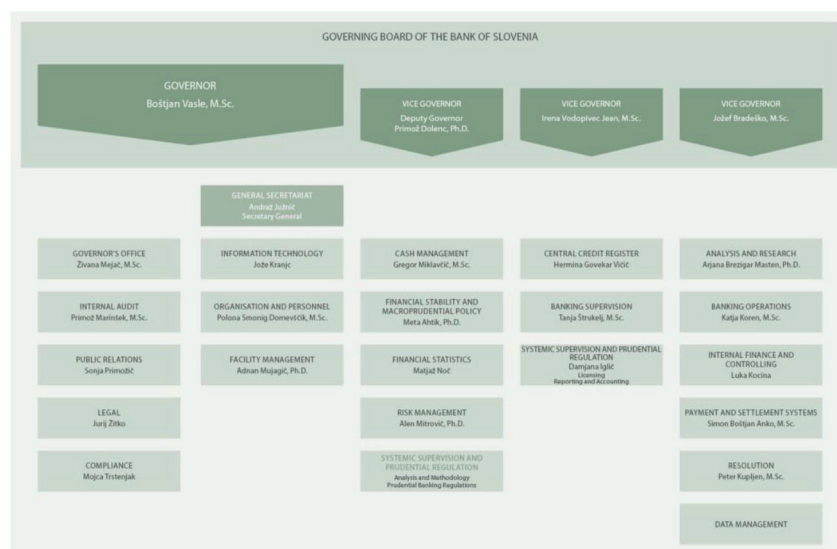 GOVERNING BOARD OF THE BANK OF SLOVENIA
GOVERNOR
Boštjan Vasle, M.Sc.
VICE GOVERNOR
Deputy Governor
Primož Dolenc, Ph.D.
VICE GOVERNOR
Irena Vodopivec Jean, M.Sc.
VICE GOVERNOR
Jožef Bradeško, M.Sc.
GENERAL SECRETARIAT
Andraž Južnič
Secretary General
GOVERNOR'S OFFICE
Živana Mejač, M.Sc.
INTERNAL AUDIT
Primož Marinšek, M.Sc.
PUBLIC RELATIONS
Sonja Primožič
LEGAL
Jurij Žitko
COMPLIANCE
Mojca Trstenjak
INFORMATION TECHNOLOGY
Jože Kranjc
ORGANISATION AND PERSONNEL
Polona Smonig Domevščik, M.Sc.
FACILITY MANAGEMENT
Adnan Mujagić, Ph.D.
CASH MANAGEMENT
Gregor Miklavčič, M.Sc.
FINANCIAL STABILITY AND
MACROPRUDENTIAL POLICY
Meta Ahtik, Ph.D.
FINANCIAL STATISTICS
Matjaž Noč
RISK MANAGEMENT
Alen Mitrović, Ph.D.
SYSTEMIC SUPERVISION AND
PRUDENTIAL REGULATION
Analysis and Methodology
Prudential Banking Regulations
CENTRAL CREDIT REGISTER
Hermina Govekar Vičič
BANKING SUPERVISION
Tanja Štrukelj, M.Sc.
SYSTEMIC SUPERVISION AND PRUDENTIAL
REGULATION
Damjana Iglič
Licensing
Reporting and Accounting
ANALYSIS AND RESEARCH
Arjana Brezigar Masten, Ph.D.
BANKING OPERATIONS
Katja Koren, M.Sc.
INTERNAL FINANCE AND
CONTROLLING
Luka Kocina
PAYMENT AND SETTLEMENT SYSTEMS
Simon Boštjan Anko, M.Sc.
RESOLUTION
Peter Kupljen, M.Sc.
DATA MANAGEMENT